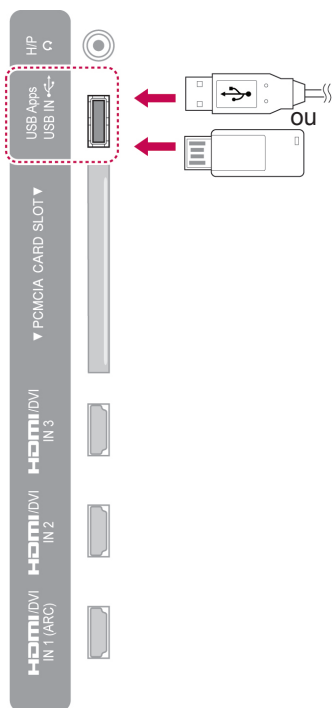 H/P
USB Apps
USB IN
ou
▼ PCMCIA CARD SLOT ▼
HDMI/DVI
IN 3
HDMI/DVI
IN 2
HDMI/DVI
IN 1 (ARC)